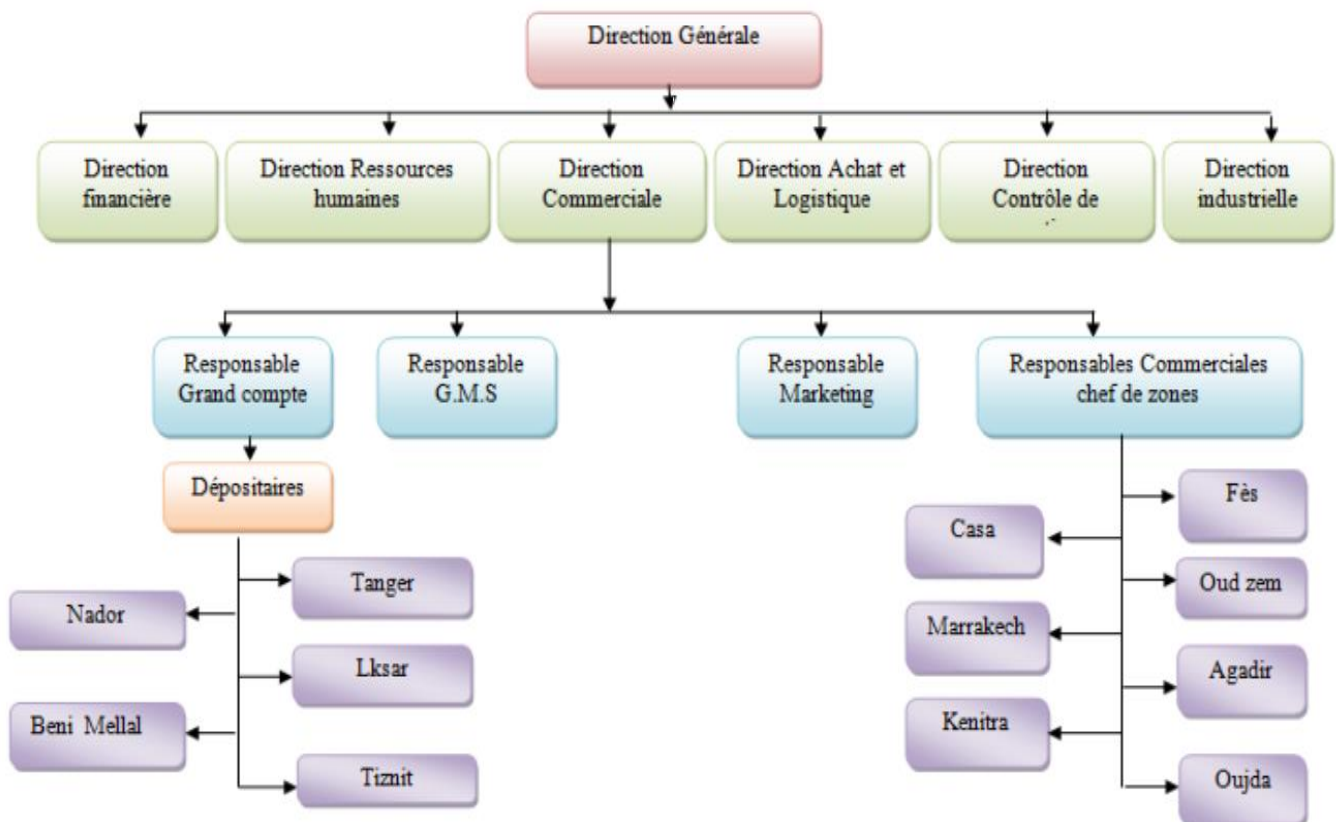 Direction Générale
Direction
financière
Direction Ressources
humaines
Direction
Commerciale
Direction Achat et
Logistique
Direction
Contrôle de
Direction
industrielle
Responsable
Grand compte
Responsable
G.M.S
Responsable
Marketing
Responsables Commerciales
chef de zones
Dépositaires
Tanger
Nador
Lksar
Beni Mellal
Tiznit
Fès
Casa
Oud zem
Marrakech
Agadir
Kenitra
Oujda